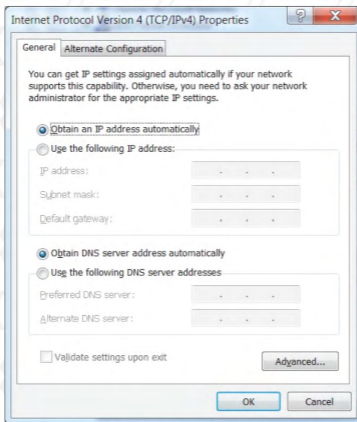 Internet Protocol Version 4 (TCP/IPv4) Properties
General
Alternate Configuration
You can get IP settings assigned automatically if your network
supports this capability. Otherwise, you need to ask your network
administrator for the appropriate IP settings.
Obtain an IP address automatically
Use the following IP address:
IP address:
Subnet mask:
Default gateway:
Obtain DNS server address automatically
Use the following DNS server addresses
Preferred DNS server:
Alternate DNS server:
Validate settings upon exit
Advanced...
OK
Cancel